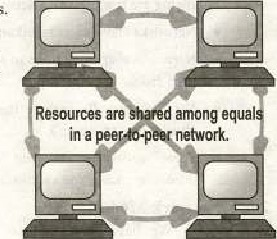 s.
Resources are shared among equals
in a peer-to-peer network.